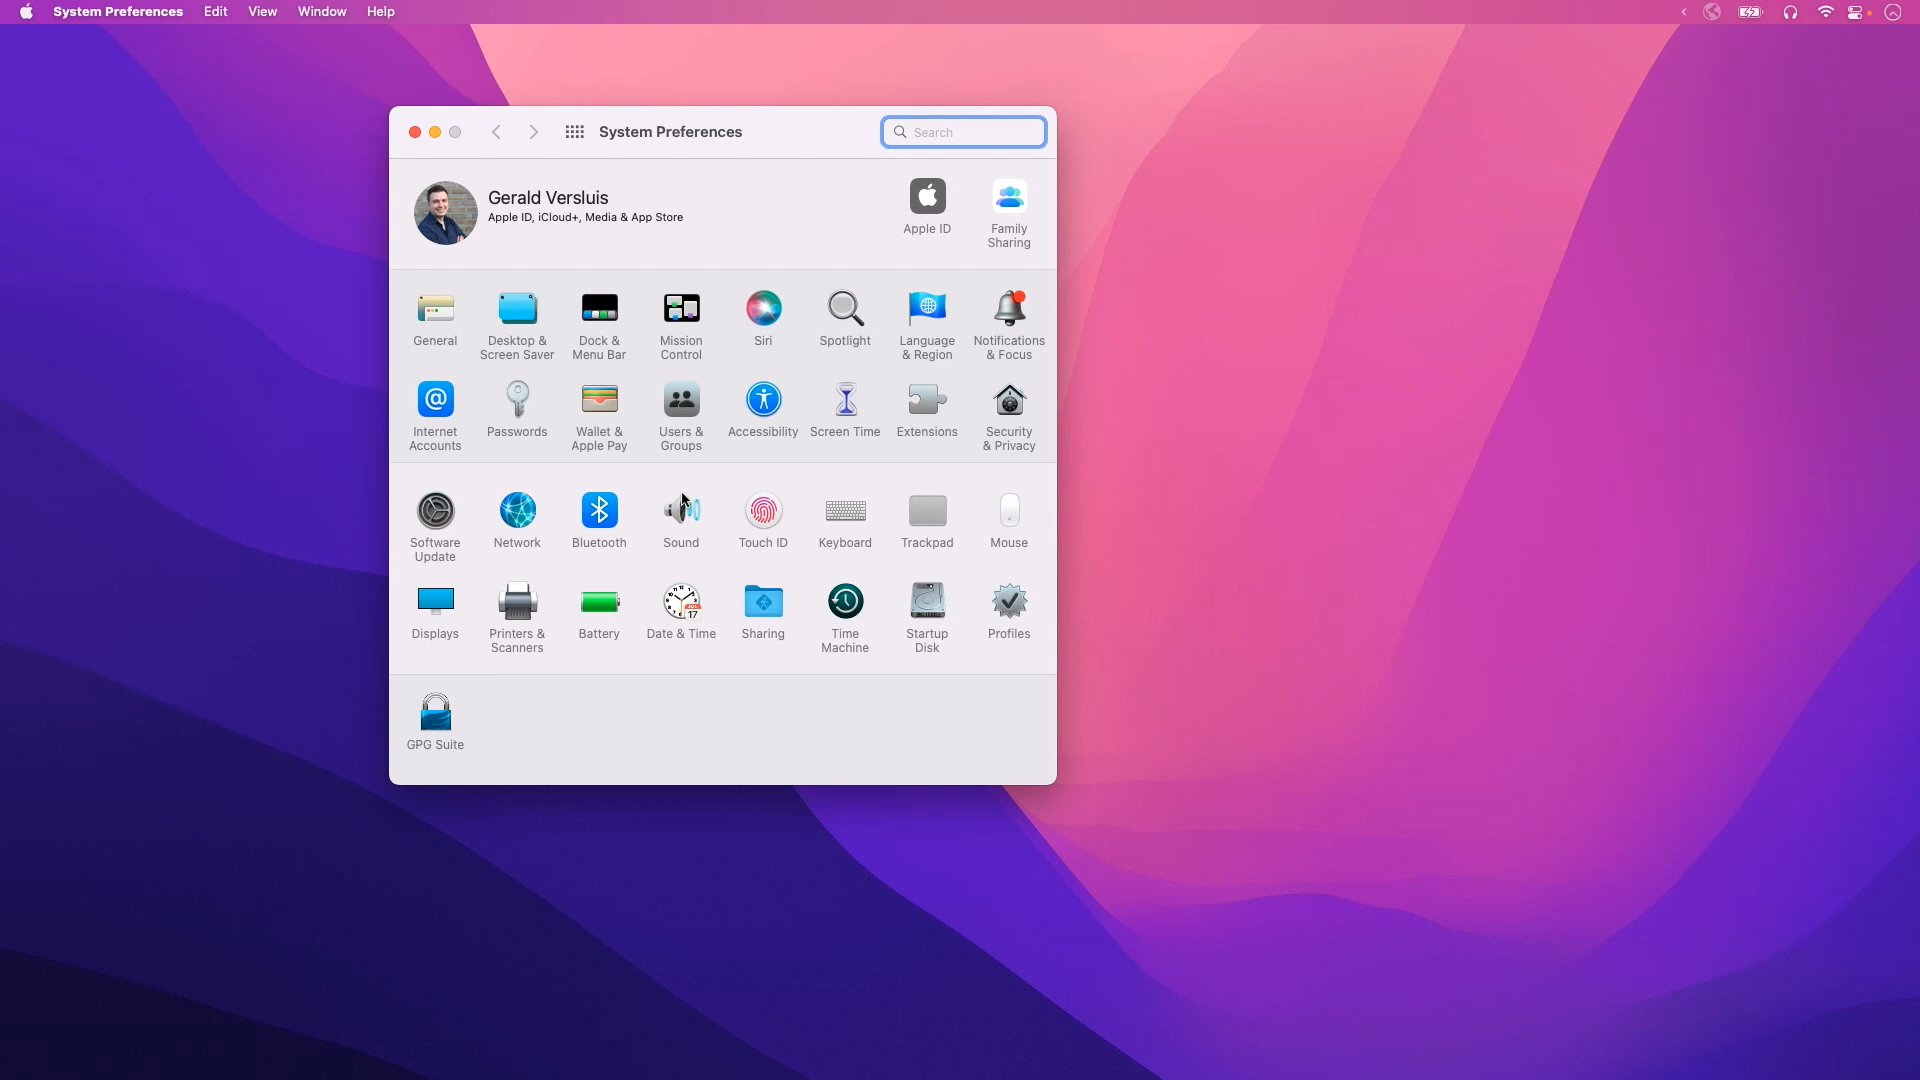 System Preferences Edit View Window Help
System Preferences
Search
Gerald Versluis
Apple ID, iCloud+, Media & App Store
Apple ID
Family
Sharing
General
Desktop &
Screen Saver
Dock &
Menu Bar
Mission
Control
Siri
Spotlight
Language
& Region
Notifications
& Focus
Internet
Accounts
Passwords
Wallet &
Apple Pay
Users &
Groups
Accessibility
Screen Time
Extensions
Security
& Privacy
Software
Update
Network
Bluetooth
Sound
Touch ID
Keyboard
Trackpad
Mouse
Displays
Printers &
Scanners
Battery
JUL
17
Date & Time
Sharing
Time
Machine
Startup
Disk
Profiles
GPG Suite